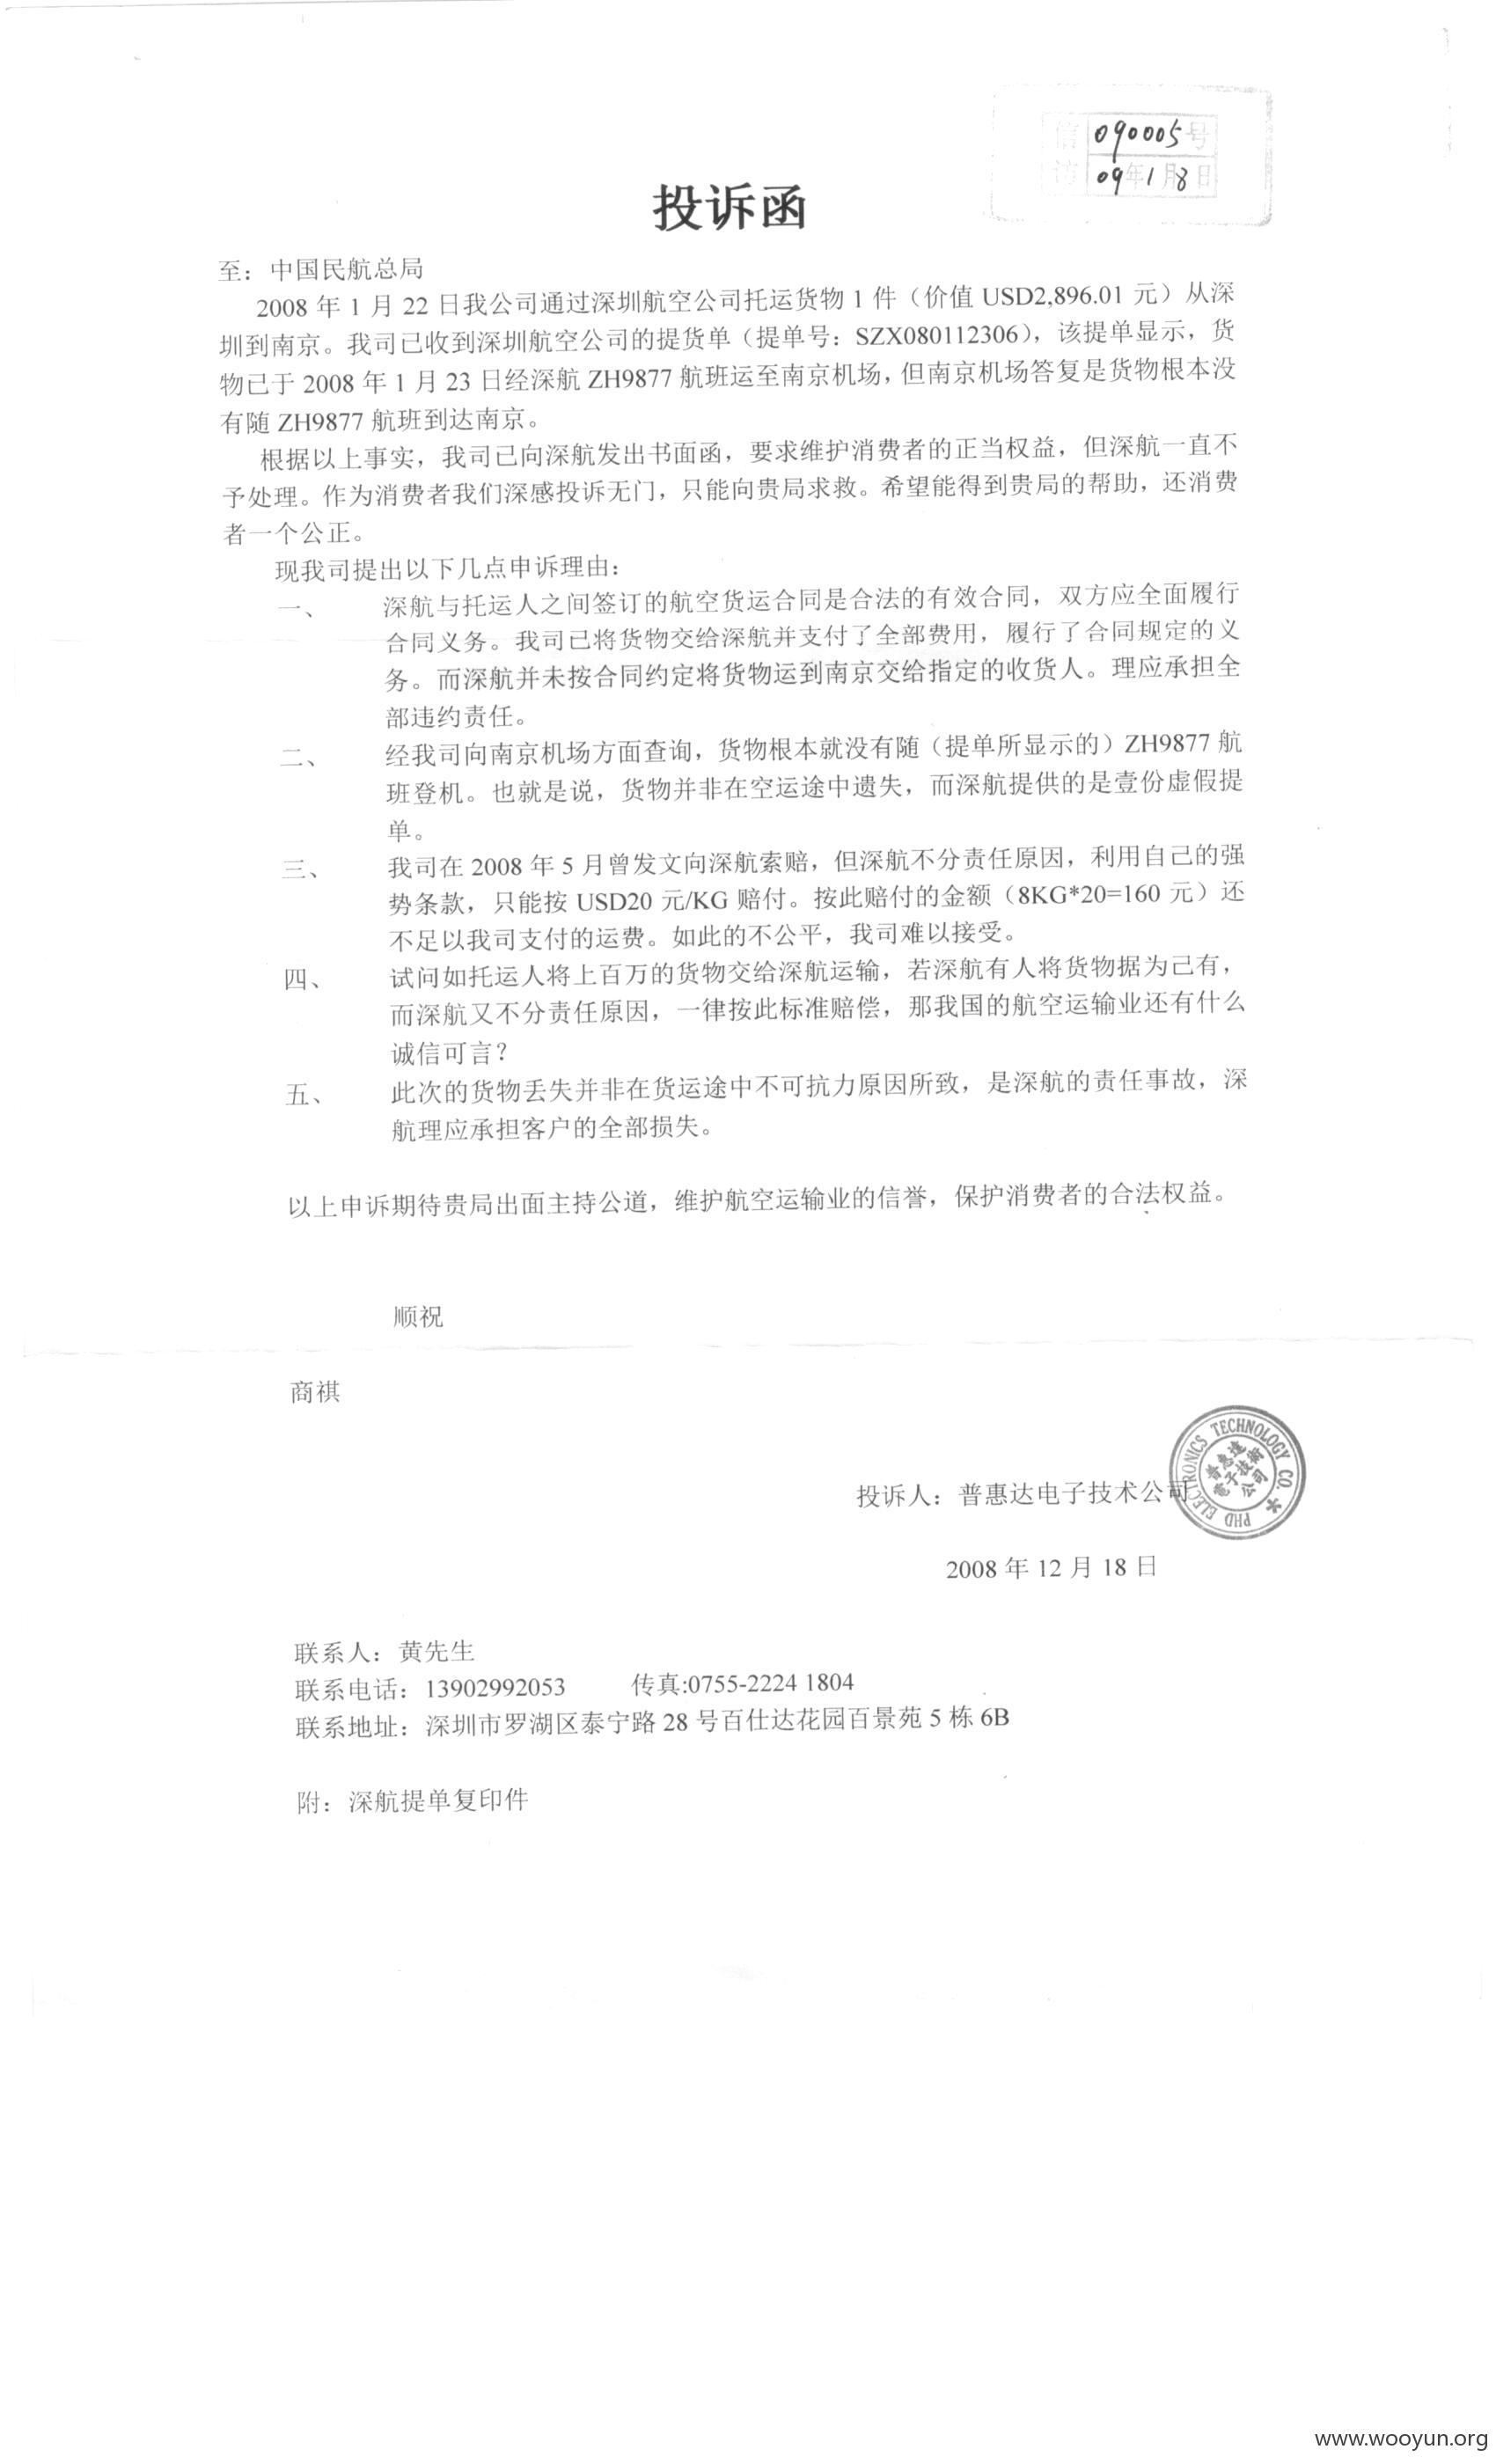 信访 090005号
09年1月8日
投诉函
至：中国民航总局
2008 年 1 月 22 日我公司通过深圳航空公司托运货物 1 件（价值 USD2,896.01 元）从深
圳到南京。我司已收到深圳航空公司的提货单（提单号：SZX080112306），该提单显示，货
物已于 2008 年 1 月 23 日经深航 ZH9877 航班运至南京机场，但南京机场答复是货物根本没
有随 ZH9877 航班到达南京。
根据以上事实，我司已向深航发出书面函，要求维护消费者的正当权益，但深航一直不
予处理。作为消费者我们深感投诉无门，只能向贵局求救。希望能得到贵局的帮助，还消费
者一个公正。
现我司提出以下几点申诉理由：
一、 深航与托运人之间签订的航空货运合同是合法的有效合同，双方应全面履行
合同义务。我司已将货物交给深航并支付了全部费用，履行了合同规定的义
务。而深航并未按合同约定将货物运到南京交给指定的收货人。理应承担全
部违约责任。
二、 经我司向南京机场方面查询，货物根本就没有随（提单所显示的）ZH9877 航
班登机。也就是说，货物并非在空运途中遗失，而深航提供的是壹份虚假提
单。
三、 我司在 2008 年 5 月曾发文向深航索赔，但深航不分责任原因，利用自己的强
势条款，只能按 USD20 元/KG 赔付。按此赔付的金额（8KG*20=160 元）还
不足以我司支付的运费。如此的不公平，我司难以接受。
四、 试问如托运人将上百万的货物交给深航运输，若深航有人将货物据为己有，
而深航又不分责任原因，一律按此标准赔偿，那我国的航空运输业还有什么
诚信可言？
五、 此次的货物丢失并非在货运途中不可抗力原因所致，是深航的责任事故，深
航理应承担客户的全部损失。
以上申诉期待贵局出面主持公道，维护航空运输业的信誉，保护消费者的合法权益。
顺祝
商祺
PHD ELECTRONICS TECHNOLOGY CO.
普惠達
電子技術
公司
投诉人：普惠达电子技术公司
2008 年 12 月 18 日
联系人：黄先生
联系电话：13902992053 传真:0755-2224 1804
联系地址：深圳市罗湖区泰宁路 28 号百仕达花园百景苑 5 栋 6B
附：深航提单复印件
www.wooyun.org